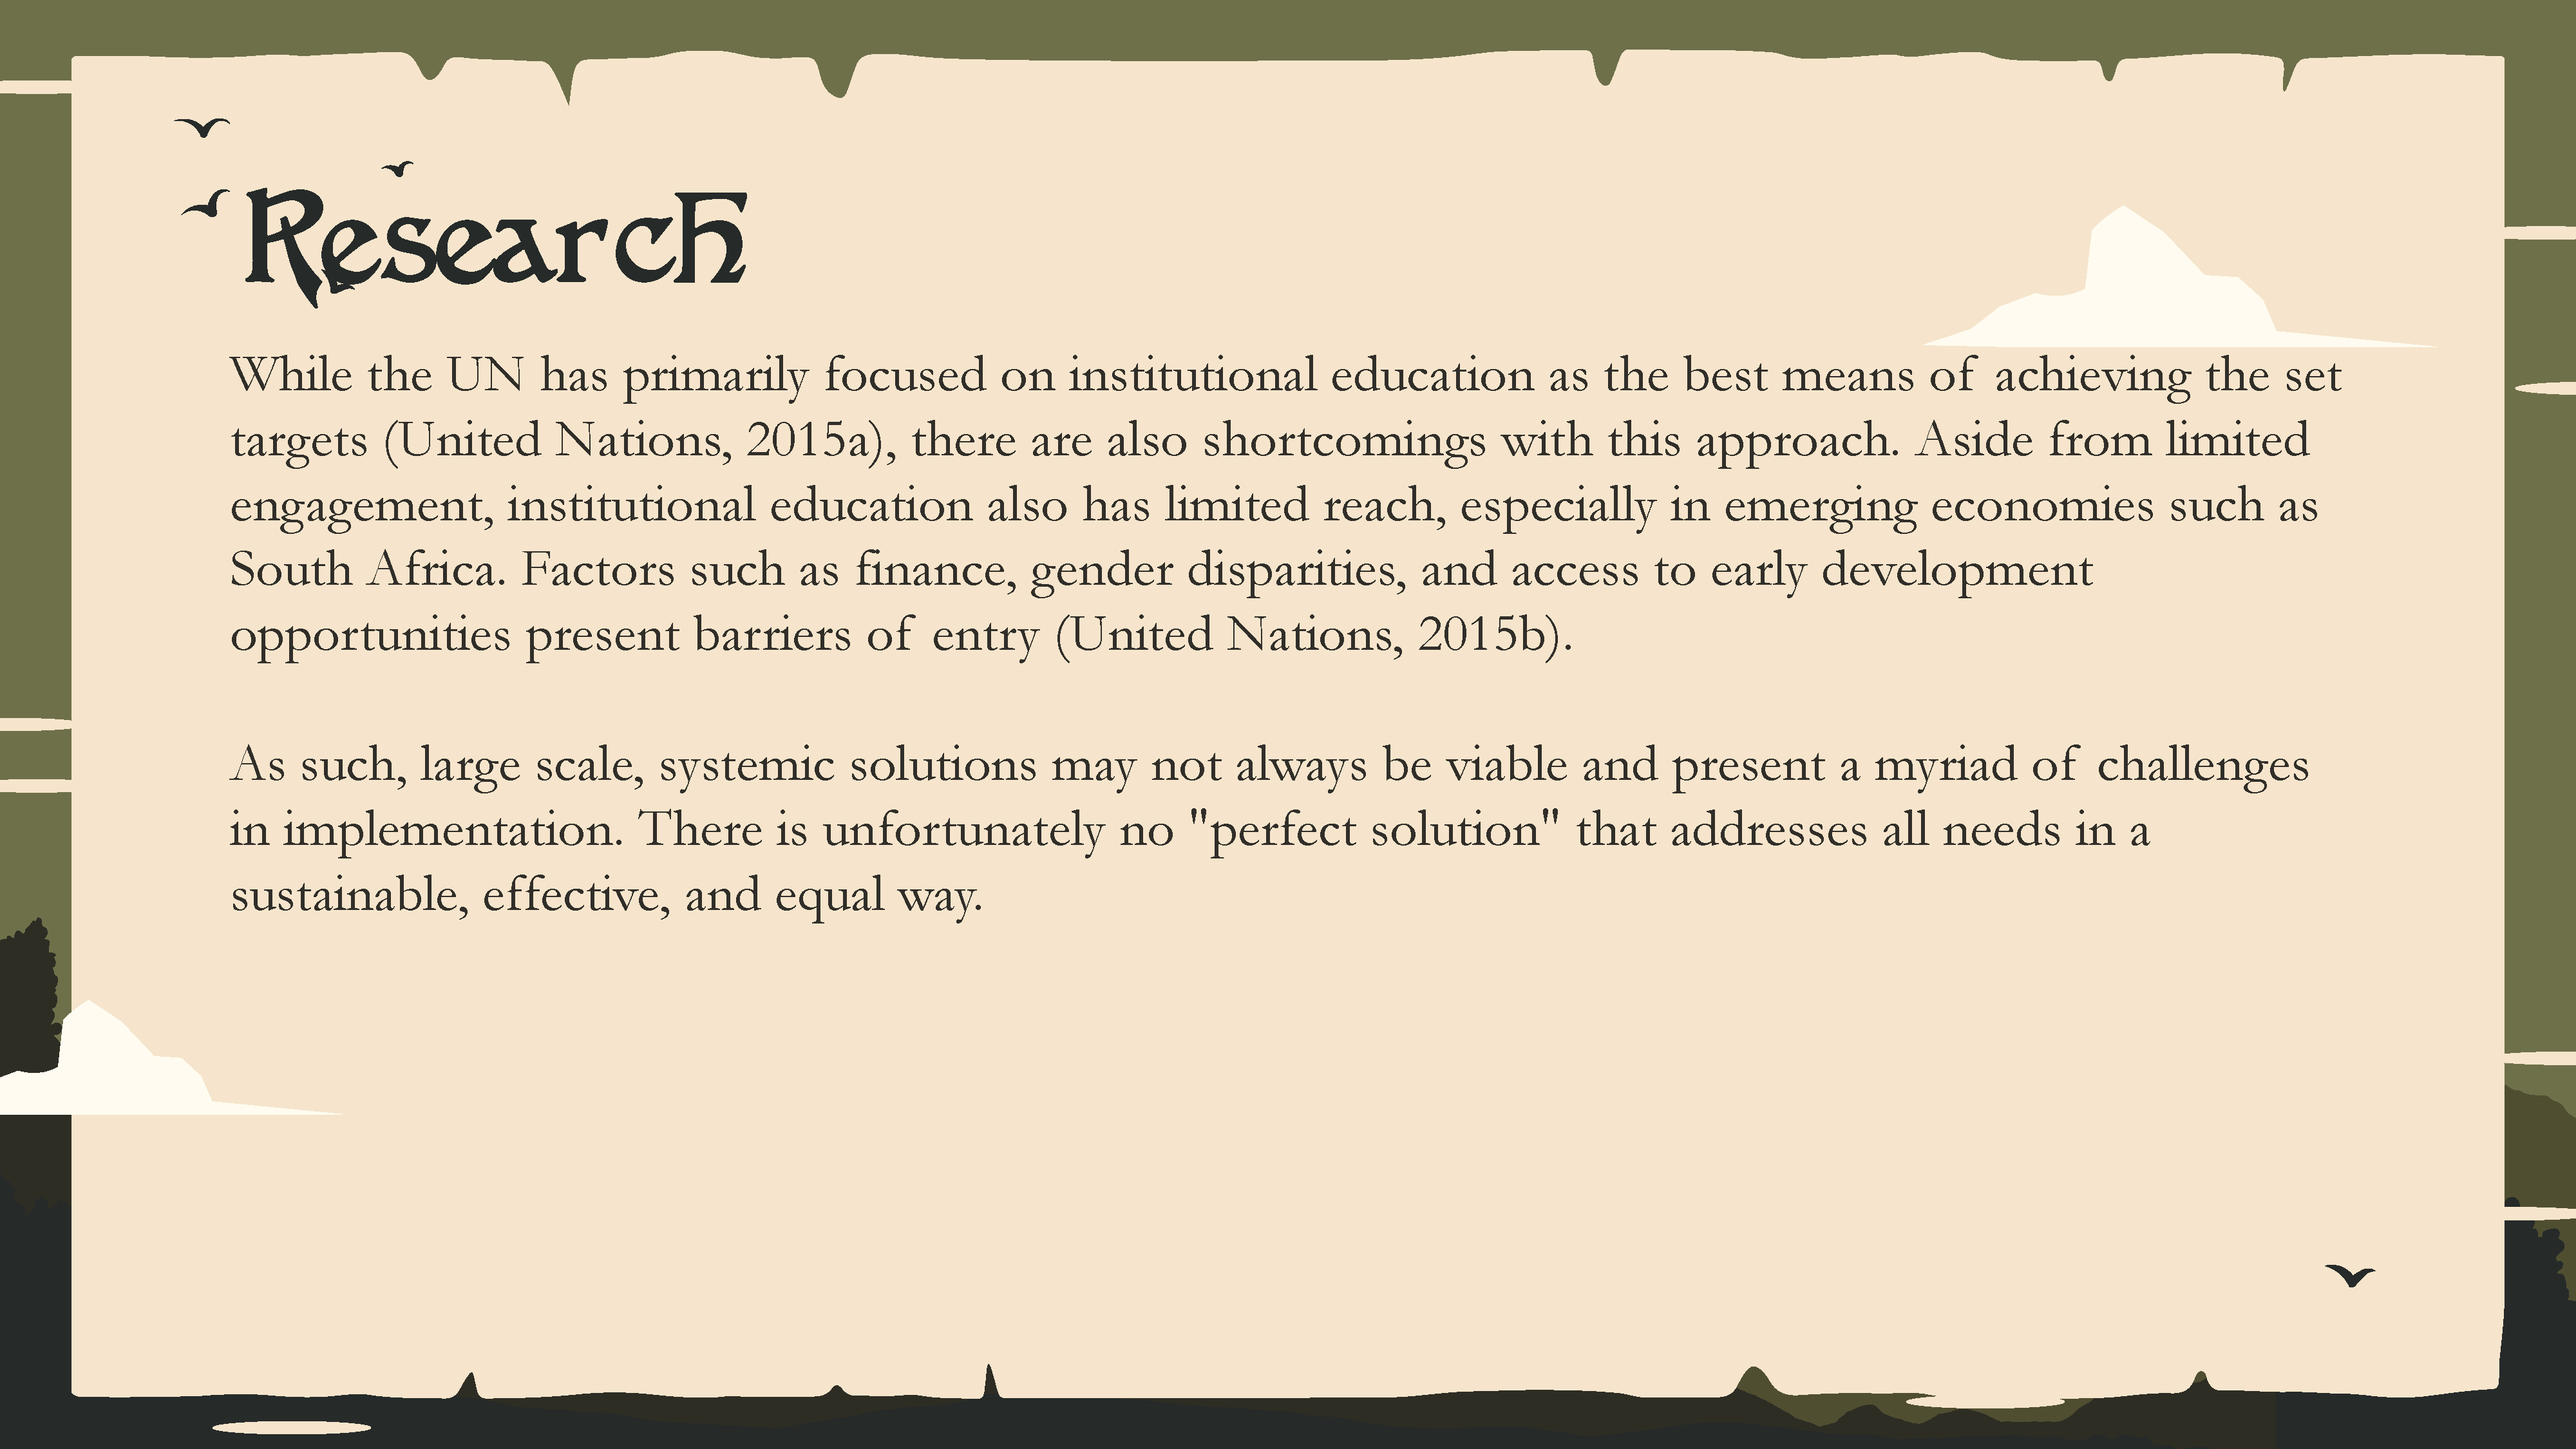 Research
While the UN has primarily focused on institutional education as the best means of achieving the set
targets (United Nations, 2015a), there are also shortcomings with this approach. Aside from limited
engagement, institutional education also has limited reach, especially in emerging economies such as
South Africa. Factors such as finance, gender disparities, and access to early development
opportunities present barriers of entry (United Nations, 2015b).
As such, large scale, systemic solutions may not always be viable and present a myriad of challenges
in implementation. There is unfortunately no "perfect solution" that addresses all needs in a
sustainable, effective, and equal way.